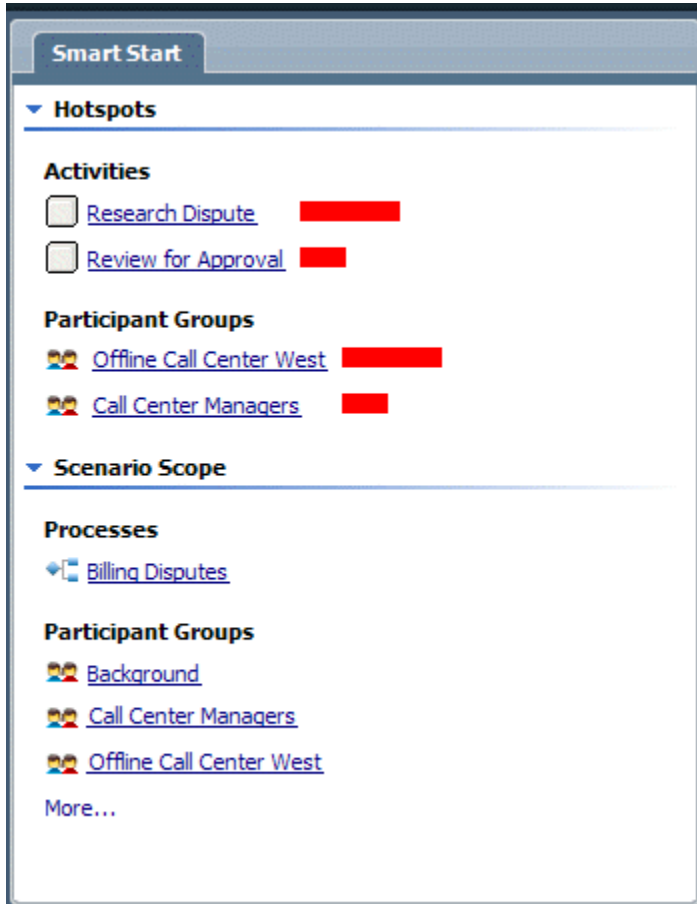 Smart Start
Hotspots
Activities
Research Dispute
Review for Approval
Participant Groups
Offline Call Center West
Call Center Managers
Scenario Scope
Processes
Billing Disputes
Participant Groups
Background
Call Center Managers
Offline Call Center West
More...